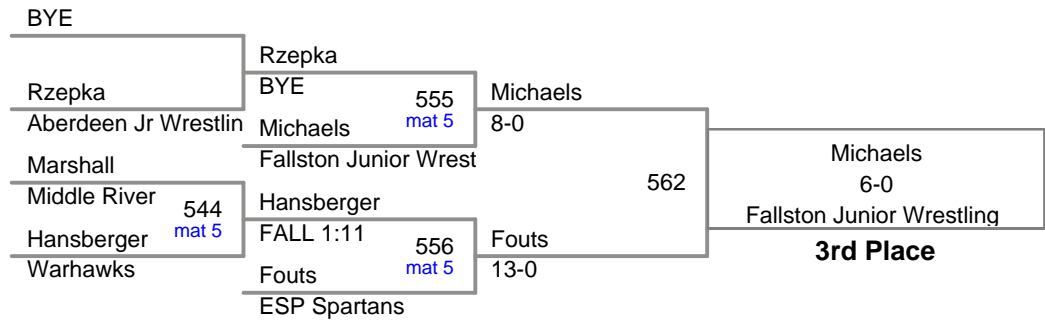 BYE
Rzepka
Aberdeen Jr Wrestlin
Marshall
Middle River
544
mat 5
Hansberger
Warhawks
Rzepka
BYE
555
mat 5
Michaels
Fallston Junior Wrest
Hansberger
FALL 1:11
556
mat 5
Fouts
ESP Spartans
Michaels
8-0
562
Fouts
13-0
Michaels
6-0
Fallston Junior Wrestling
3rd Place